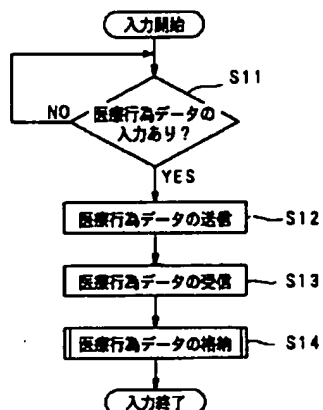 入力開始
S11
医療行為データの
入力あり?
NO
YES
医療行為データの送信
S12
医療行為データの受信
S13
医療行為データの格納
S14
入力終了